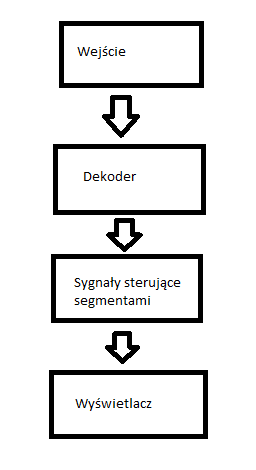 Wejście
Dekoder
Sygnały sterujące
segmentami
Wyświetlacz